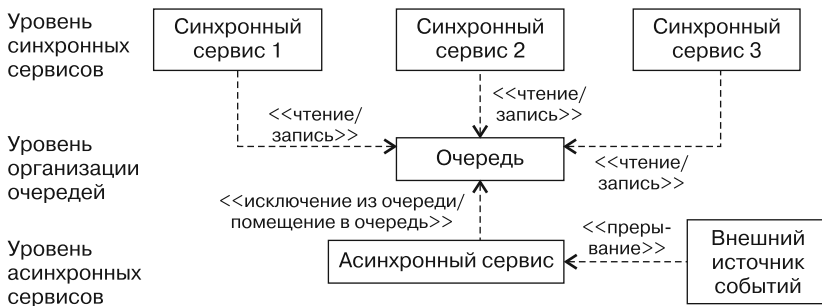 Уровень
синхронных
сервисов
Синхронный
сервис 1
Синхронный
сервис 2
Синхронный
сервис 3
<<чтение/
запись>>
<<чтение/
запись>>
<<чтение/
запись>>
Уровень
организации
очередей
Очередь
<<исключение из очереди/
помещение в очередь>>
Уровень
асинхронных
сервисов
Асинхронный сервис
<<преры-
вание>>
Внешний
источник
событий